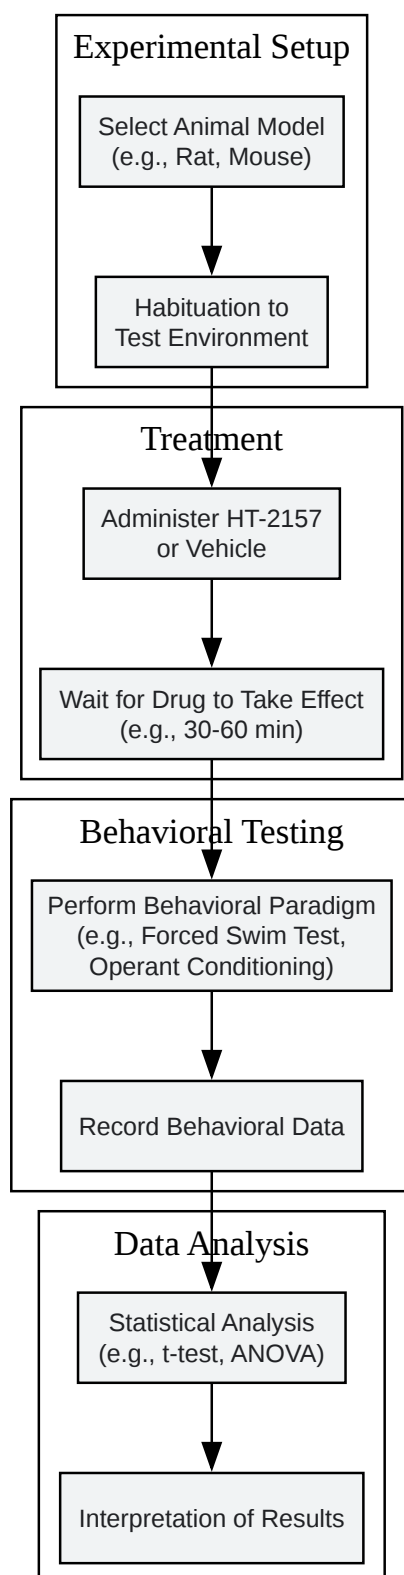 Experimental Setup
Select Animal Model
(e.g., Rat, Mouse)
Habituation to
Test Environment
Treatment
Administer HT-2157
or Vehicle
Wait for Drug to Take Effect
(e.g., 30-60 min)
Behavioral Testing
Perform Behavioral Paradigm
(e.g., Forced Swim Test,
Operant Conditioning)
Record Behavioral Data
Data Analysis
Statistical Analysis
(e.g., t-test, ANOVA)
Interpretation of Results